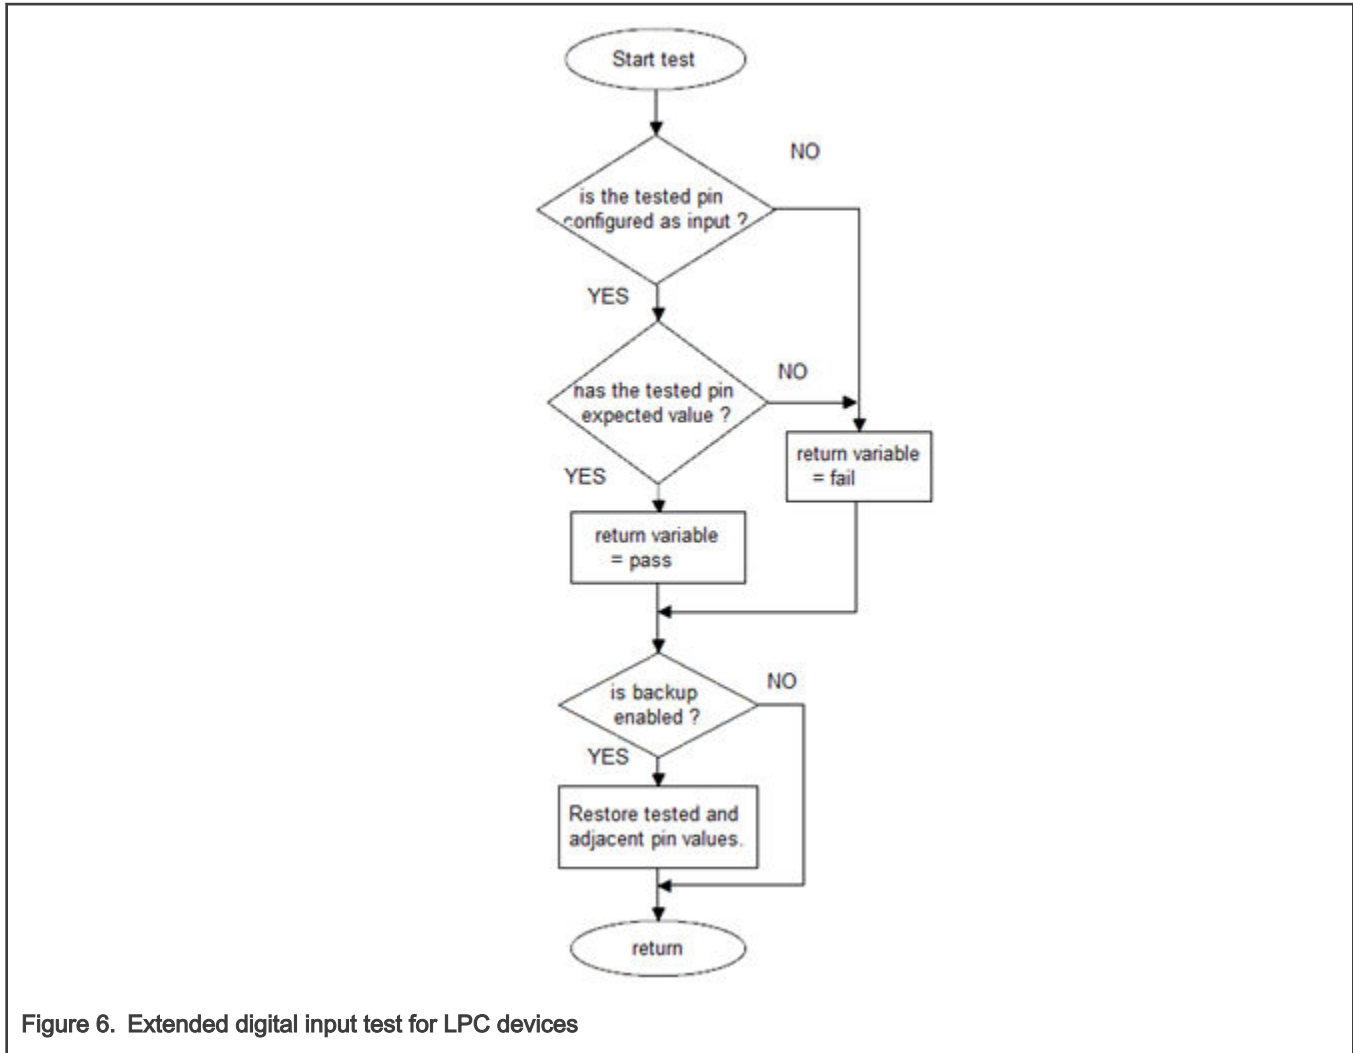 Start test
NO
is the tested pin
configured as input ?
YES
NO
has the tested pin
expected value ?
return variable
= fail
YES
return variable
= pass
NO
is backup
enabled ?
YES
Restore tested and
adjacent pin values.
return
Figure 6. Extended digital input test for LPC devices